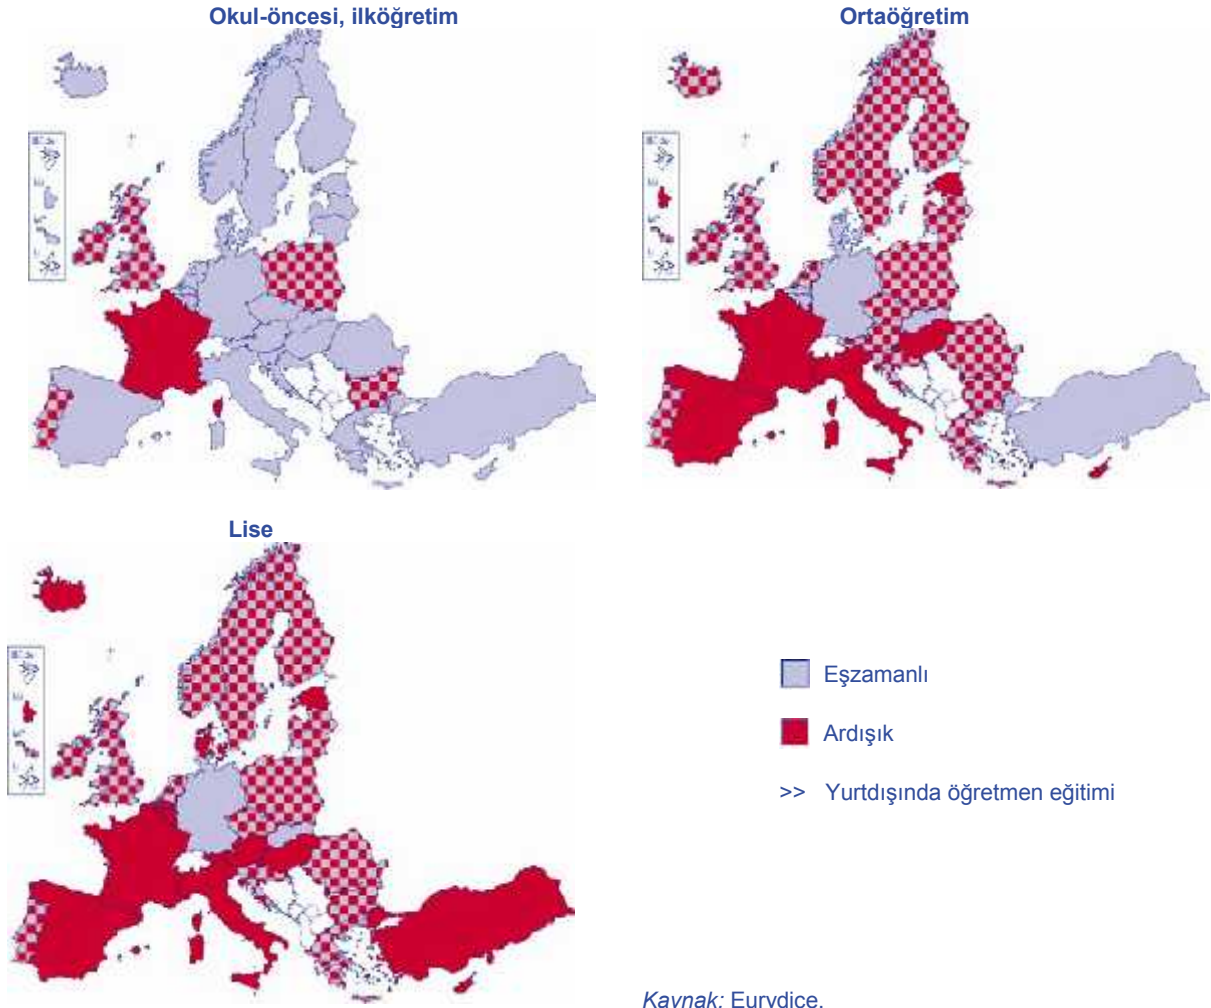 Okul-öncesi, ilköğretim
Ortaöğretim
Lise
Eşzamanlı
Ardışık
>> Yurtdışında öğretmen eğitimi
Kaynak: Eurydice.